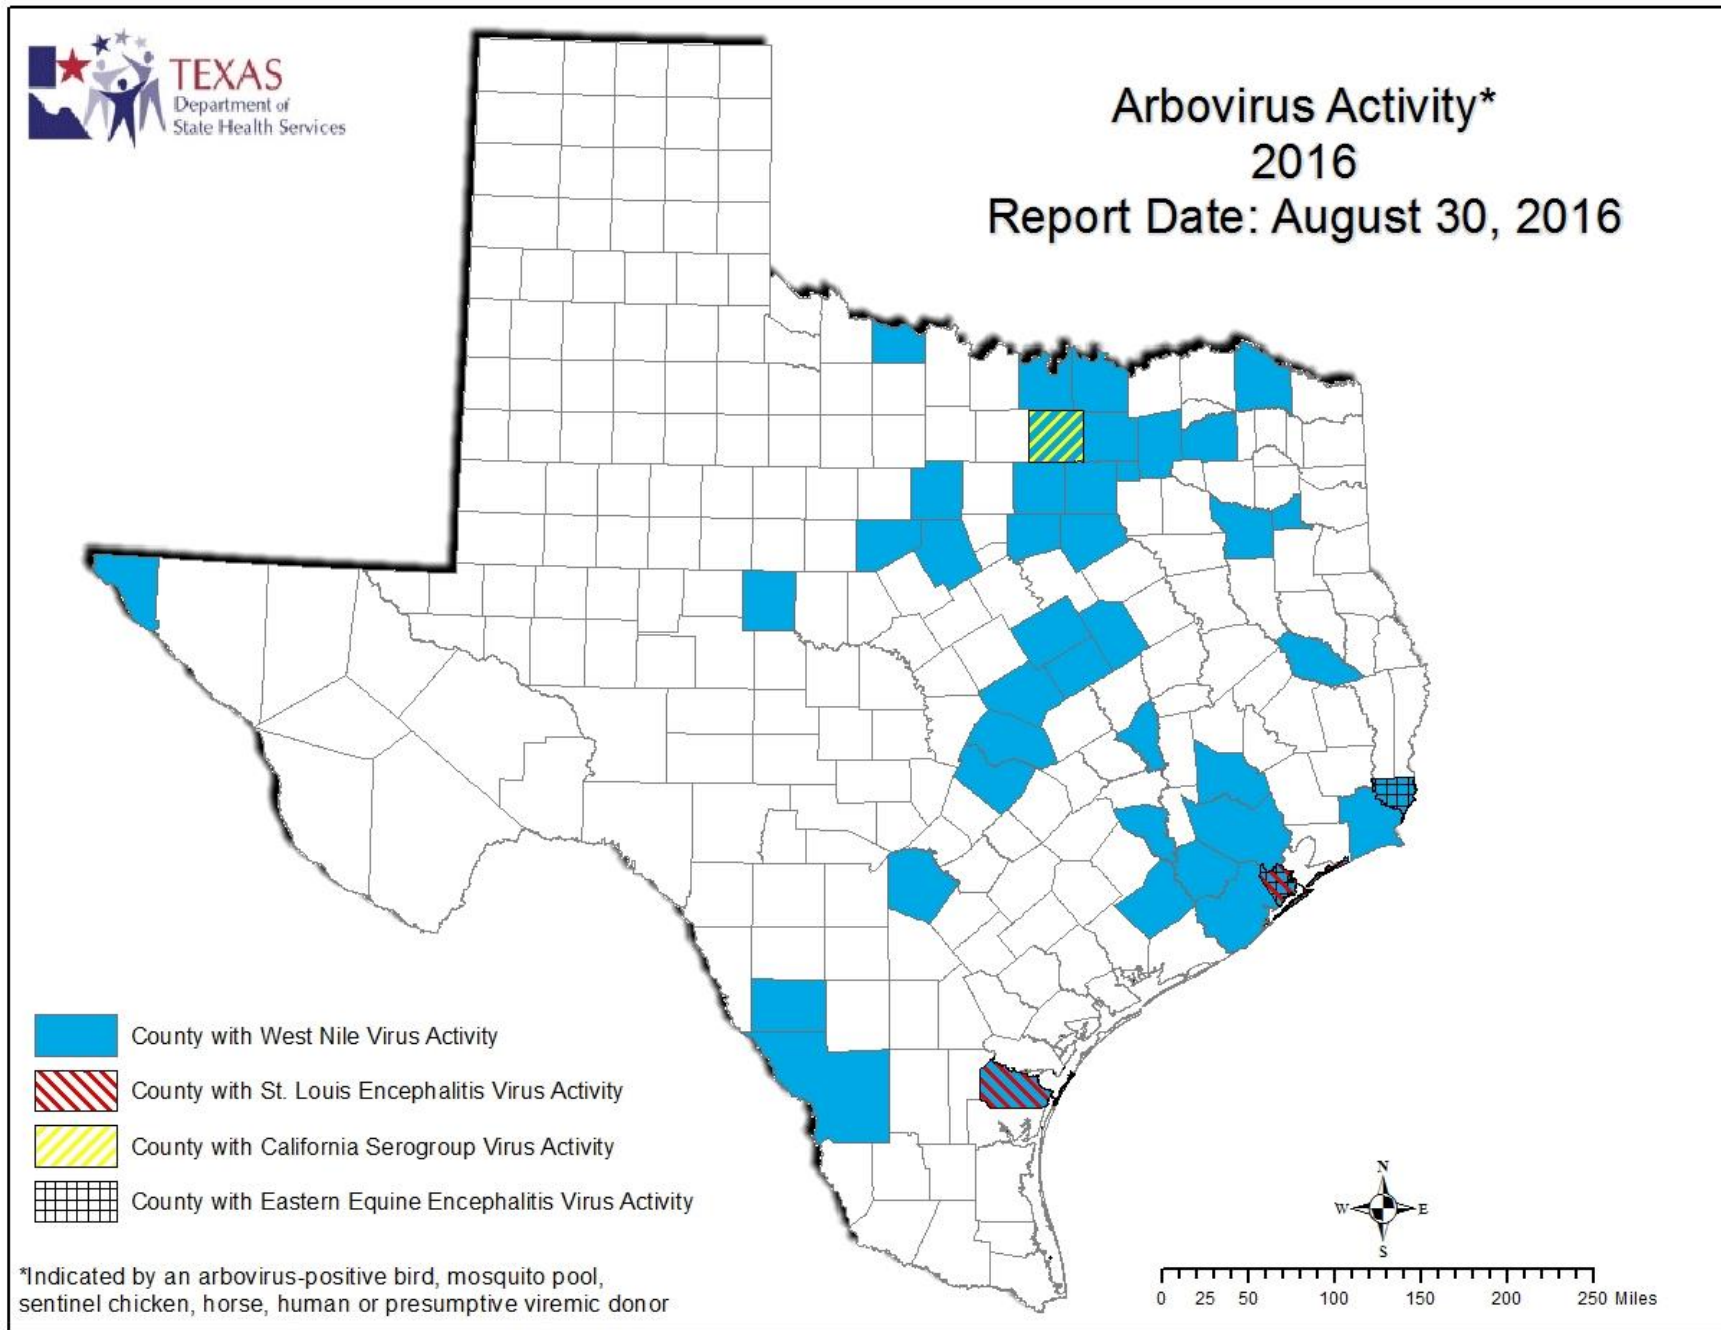 TEXAS
Department of
State Health Services
Arbovirus Activity*
2016
Report Date: August 30, 2016
County with West Nile Virus Activity
County with St. Louis Encephalitis Virus Activity
County with California Serogroup Virus Activity
County with Eastern Equine Encephalitis Virus Activity
*Indicated by an arbovirus-positive bird, mosquito pool,
sentinel chicken, horse, human or presumptive viremic donor
N
W E
S
0 25 50 100 150 200 250 Miles